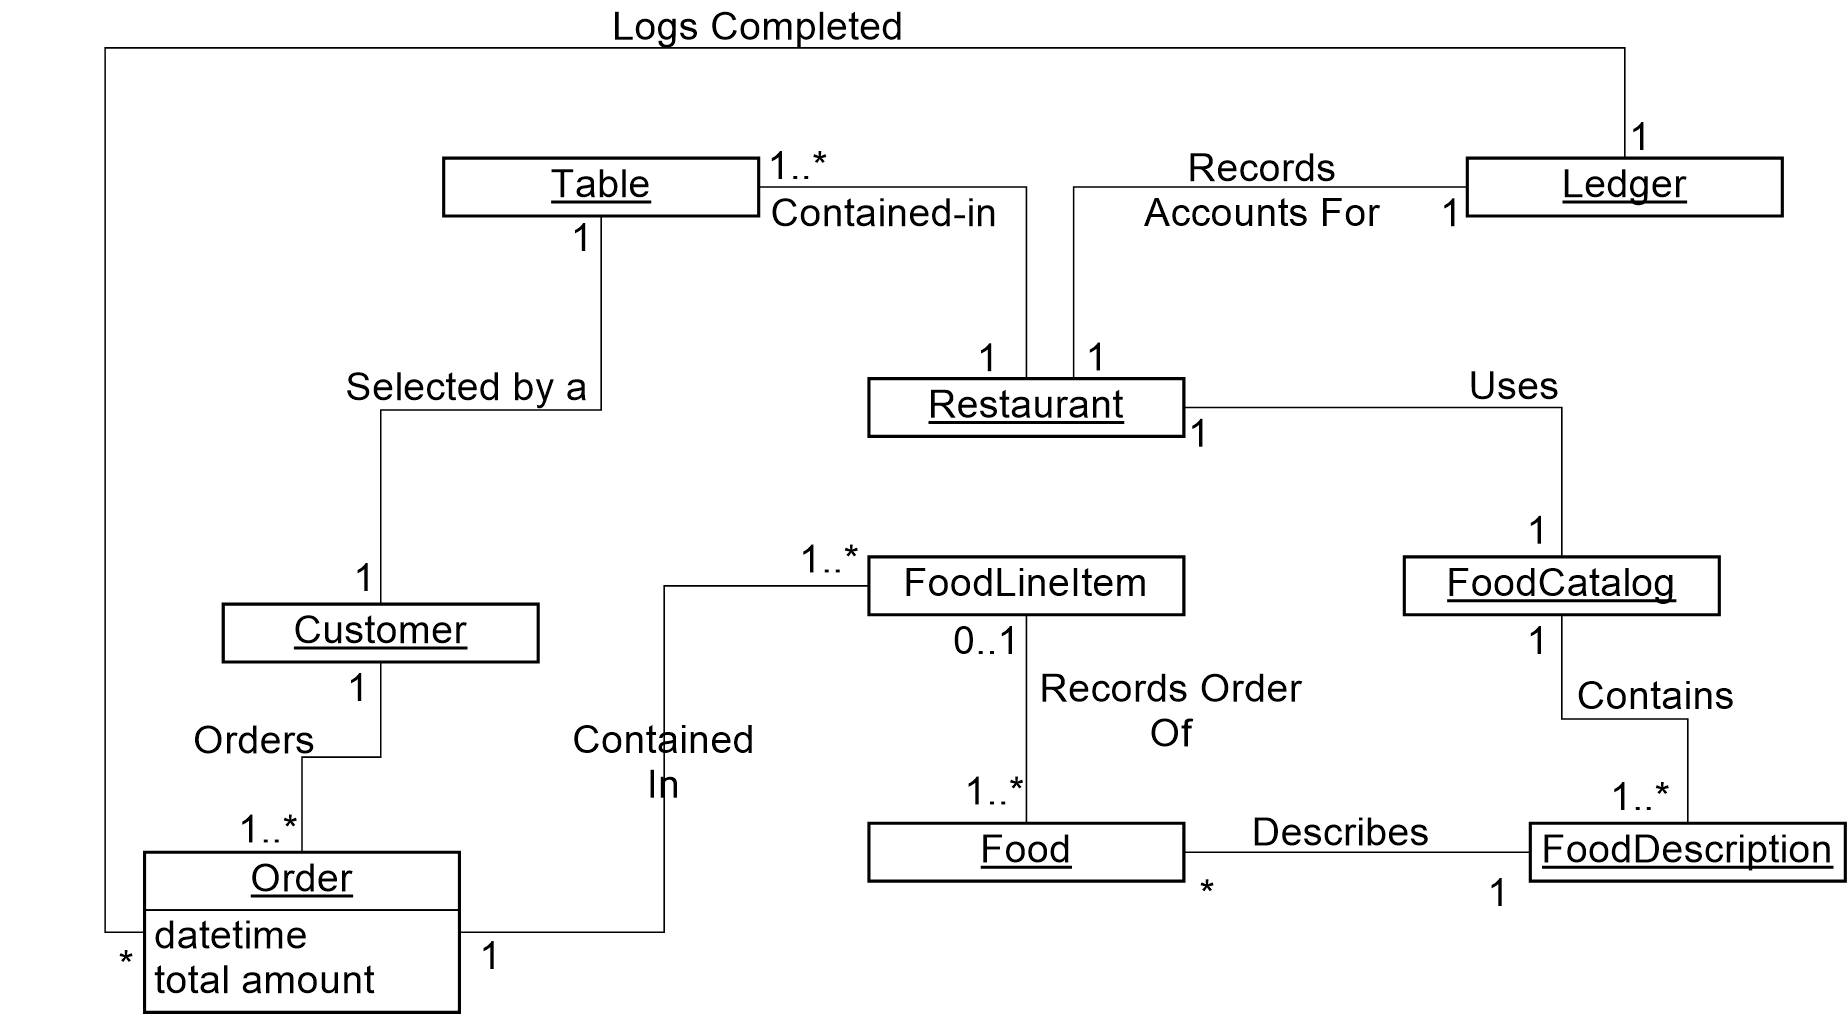 Logs Completed
1
1..*
Table
Records
Ledger
Contained-in
Accounts For
1
1
1
1
Selected by a
Restaurant
Uses
1
1
1..*
FoodLineItem
FoodCatalog
1
Customer
0..1
1
1
Records Order
Of
Contains
Orders
Contained
In
1..*
1..*
1..*
Describes
Food
FoodDescription
Order
*
1
datetime
total amount
*
1